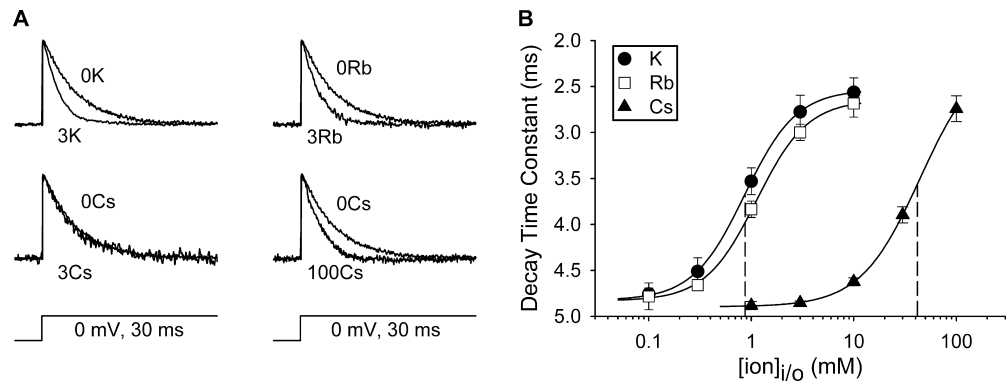 A
0K
3K
0Rb
3Rb
0Cs
3Cs
0Cs
100Cs
0 mV, 30 ms
0 mV, 30 ms
B
Decay Time Constant (ms)
2.0
2.5
3.0
3.5
4.0
4.5
5.0
K
Rb
Cs
0.1
1
10
100
[ion]i/o (mM)